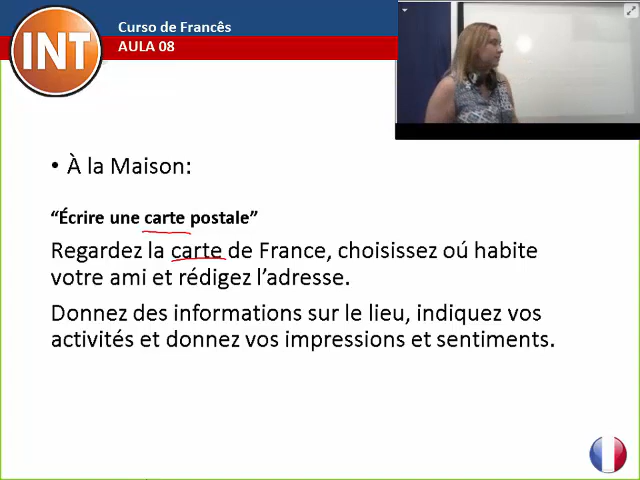 INT
Curso de Francês
AULA 08
• À la Maison:
“Écrire une carte postale”
Regardez la carte de France, choisissez oú habite
votre ami et rédigez l’adresse.
Donnez des informations sur le lieu, indiquez vos
activités et donnez vos impressions et sentiments.